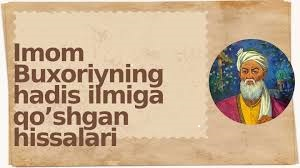 Imom
Buxoriyning
hadis ilmiga
qo’shgan
hissalari